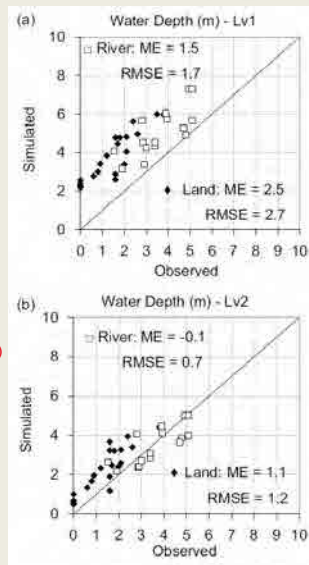 (a) Water Depth (m) - Lv1
10
8
6
4
2
0
Simulated
□ River: ME = 1.5
RMSE = 1.7
◆ Land: ME = 2.5
RMSE = 2.7
0 1 2 3 4 5 6 7 8 9 10
Observed
(b) Water Depth (m) - Lv2
10
8
6
4
2
0
Simulated
□ River: ME = -0.1
RMSE = 0.7
◆ Land: ME = 1.1
RMSE = 1.2
0 1 2 3 4 5 6 7 8 9 10
Observed